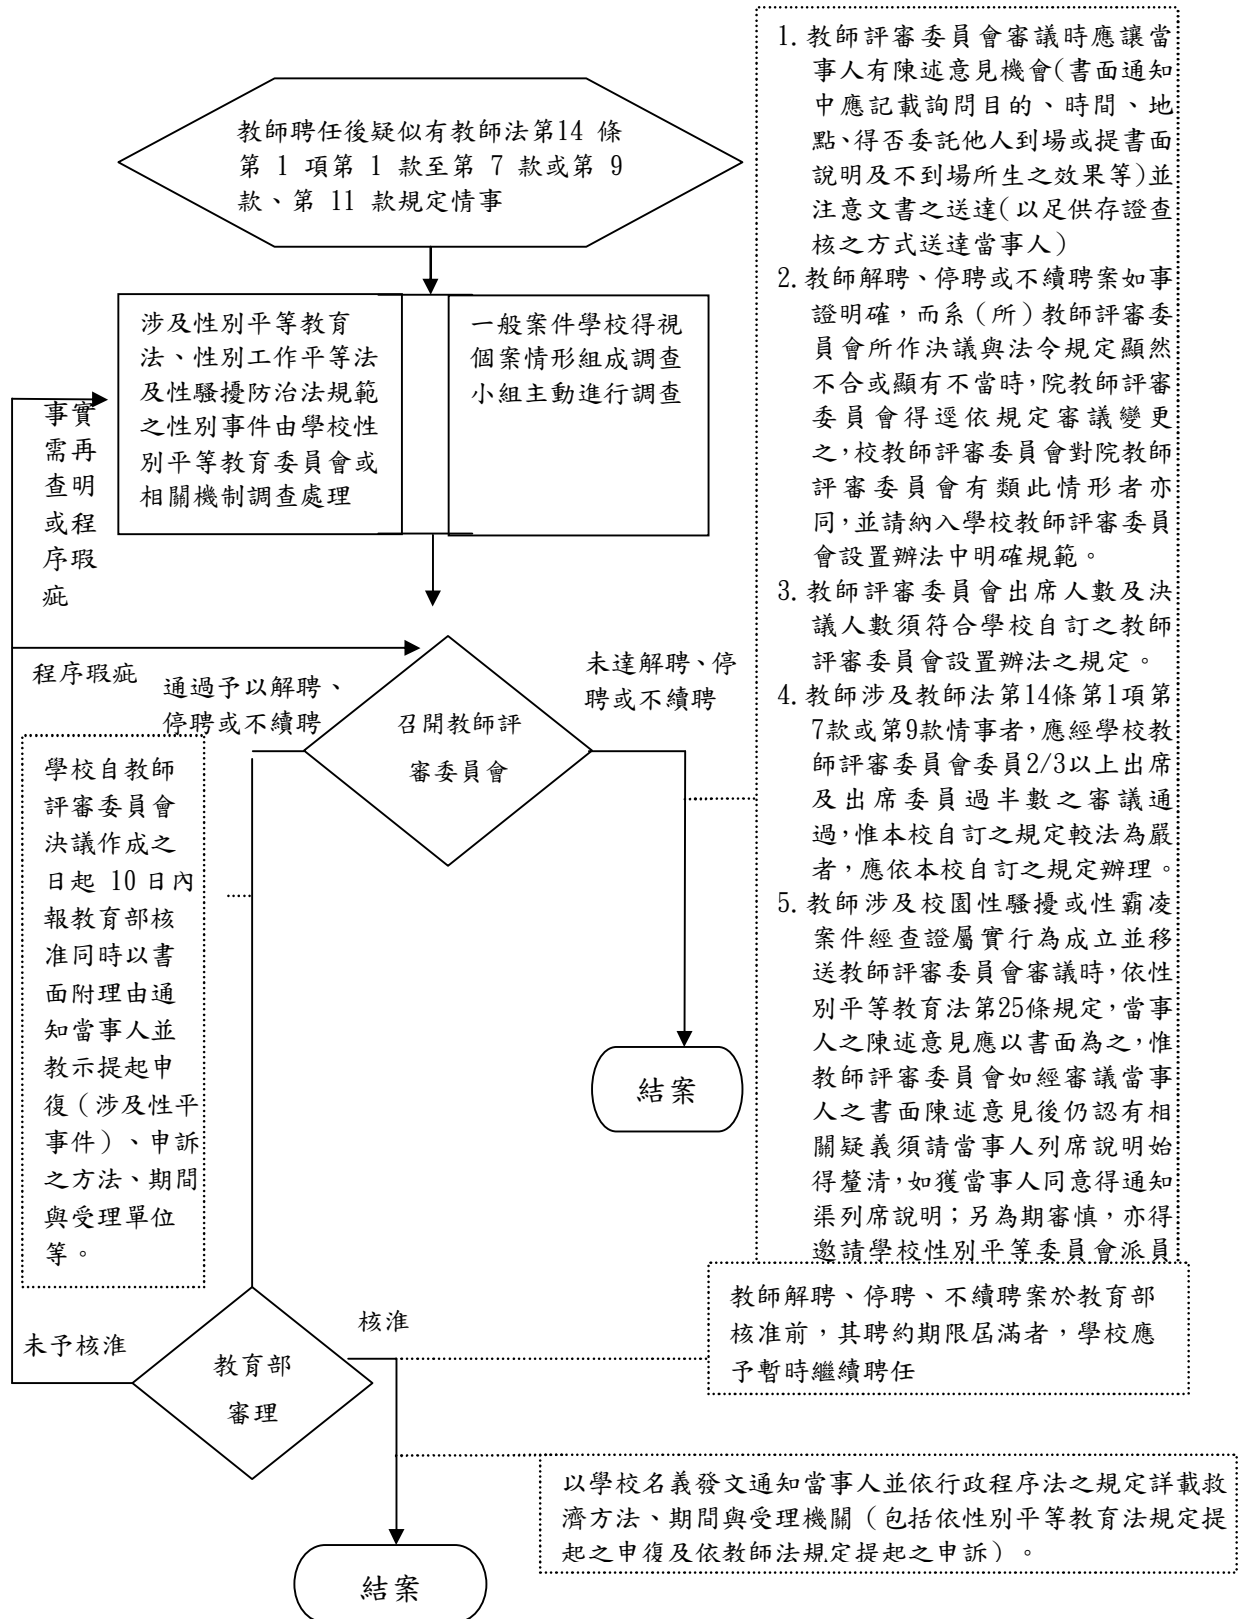 教師聘任後疑似有教師法第14 條
第 1 項第 1 款至第 7 款或第 9
款、第 11 款規定情事
涉及性別平等教育
法、性別工作平等法
及性騷擾防治法規範
之性別事件由學校性
別平等教育委員會或
相關機制調查處理
一般案件學校得視
個案情形組成調查
小組主動進行調查
事實
需再
查明
或程
序瑕
疵
程序瑕疵
通過予以解聘、
停聘或不續聘
未達解聘、停
聘或不續聘
召開教師評
審委員會
學校自教師
評審委員會
決議作成之
日起 10 日內
報教育部核
准同時以書
面附理由通
知當事人並
教示提起申
復（涉及性平
事件）、申訴
之方法、期間
與受理單位
等。
結案
未予核淮
教育部
審理
核淮
結案
1. 教師評審委員會審議時應讓當
事人有陳述意見機會(書面通知
中應記載詢問目的、時間、地
點、得否委託他人到場或提書面
說明及不到場所生之效果等)並
注意文書之送達(以足供存證查
核之方式送達當事人)
2. 教師解聘、停聘或不續聘案如事
證明確，而系（所）教師評審委
員會所作決議與法令規定顯然
不合或顯有不當時，院教師評審
委員會得逕依規定審議變更
之，校教師評審委員會對院教師
評審委員會有類此情形者亦
同，並請納入學校教師評審委員
會設置辦法中明確規範。
3. 教師評審委員會出席人數及決
議人數須符合學校自訂之教師
評審委員會設置辦法之規定。
4. 教師涉及教師法第14條第1項第
7款或第9款情事者，應經學校教
師評審委員會委員2/3以上出席
及出席委員過半數之審議通
過，惟本校自訂之規定較法為嚴
者，應依本校自訂之規定辦理。
5. 教師涉及校園性騷擾或性霸凌
案件經查證屬實行為成立並移
送教師評審委員會審議時，依性
別平等教育法第25條規定，當事
人之陳述意見應以書面為之，惟
教師評審委員會如經審議當事
人之書面陳述意見後仍認有相
關疑義須請當事人列席說明始
得釐清，如獲當事人同意得通知
渠列席說明；另為期審慎，亦得
邀請學校性別平等委員會派員
教師解聘、停聘、不續聘案於教育部
核准前，其聘約期限屆滿者，學校應
予暫時繼續聘任
以學校名義發文通知當事人並依行政程序法之規定詳載救
濟方法、期間與受理機關（包括依性別平等教育法規定提
起之申復及依教師法規定提起之申訴）。